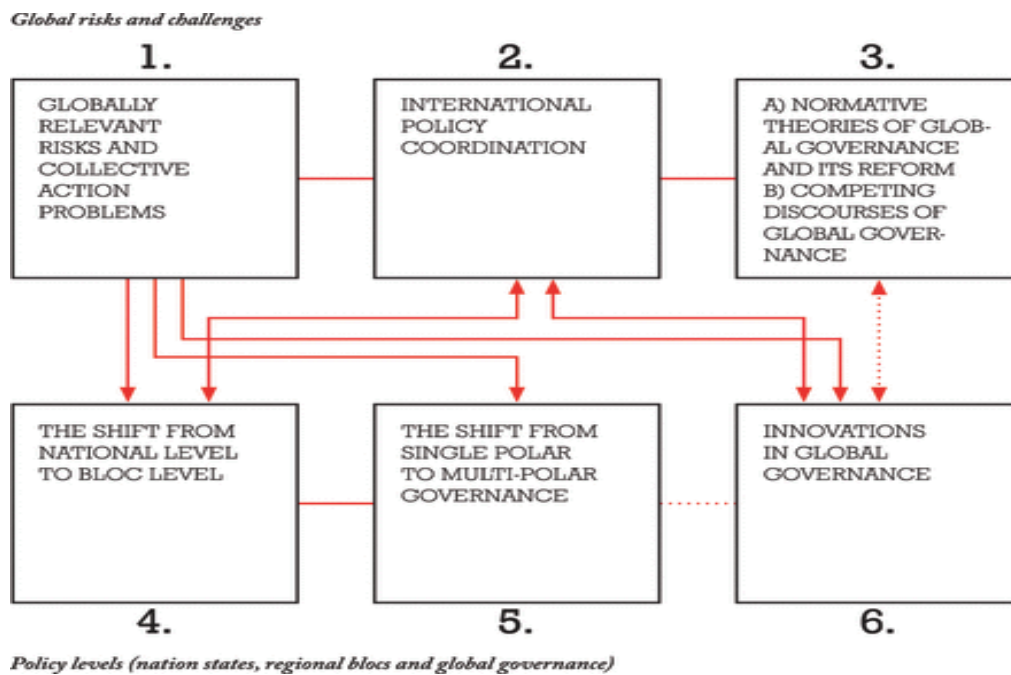 Global risks and challenges
1.
2.
3.
GLOBALLY
RELEVANT
RISKS AND
COLLECTIVE
ACTION
PROBLEMS
INTERNATIONAL
POLICY
COORDINATION
A) NORMATIVE
THEORIES OF GLOB-
AL GOVERNANCE
AND ITS REFORM
B) COMPETING
DISCOURSES OF
GLOBAL GOVER-
NANCE
THE SHIFT FROM
NATIONAL LEVEL
TO BLOC LEVEL
THE SHIFT FROM
SINGLE POLAR
TO MULTI-POLAR
GOVERNANCE
INNOVATIONS
IN GLOBAL
GOVERNANCE
4.
5.
6.
Policy levels (nation states, regional blocs and global governance)